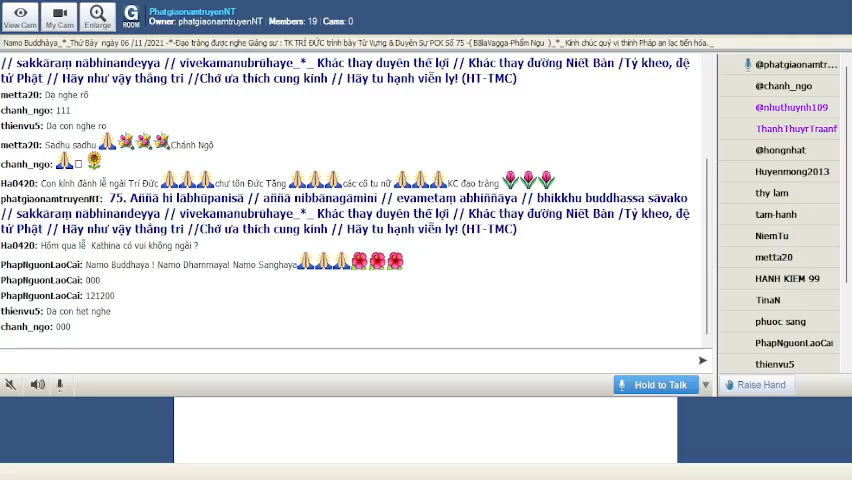 PhatgiaonamtruyenNT
Owner: phatgiaonamtruyenNT Members: 19 Cams: 0
View Cam My Cam Enlarge G ROOM
Namo Buddhàya_*_Thứ Bảy ngày 06 /11 /2021 -*-Đạo tràng được nghe Giảng sư : TK TRÍ ĐỨC trình bày Từ Vựng & Duyên Sự PCK Số 75 -( BālaVagga-Phẩm Ngu )_*_ Kính chúc quý vị thính Pháp an lạc tiến hóa._
// sakkāraṃ nābhinandeyya // vivekamanubrūhaye_*_ Khác thay duyên thế lợi // Khác thay đường Niết Bàn /Tỷ kheo, đệ
tử Phật // Hãy như vậy thắng tri //Chớ ưa thích cung kính // Hãy tu hạnh viễn ly! (HT-TMC)
metta20: Dạ nghe rõ
chanh_ngo: 111
thienvu5: Da con nghe ro
metta20: Sadhu sadhu Chánh Ngộ
chanh_ngo:
Ha0420: Con kính đảnh lễ ngài Trí Đức chư tôn Đức Tăng các cô tu nữ KC đạo tràng
phatgiaonamtruyenNT: 75. Aññā hi lābhūpanisā // aññā nibbānagāminī // evametaṃ abhiññāya // bhikkhu buddhassa sāvako
// sakkāraṃ nābhinandeyya // vivekamanubrūhaye_*_ Khác thay duyên thế lợi // Khác thay đường Niết Bàn /Tỷ kheo, đệ
tử Phật // Hãy như vậy thắng tri //Chớ ưa thích cung kính // Hãy tu hạnh viễn ly! (HT-TMC)
Ha0420: Hôm qua lễ Kathina có vui không ngài ?
PhapNguonLaoCai: Namo Buddhaya ! Namo Dhammaya! Namo Sanghaya
PhapNguonLaoCai: 000
PhapNguonLaoCai: 121200
thienvu5: Da con het nghe
chanh_ngo: 000
Hold to Talk
@phatgiaonamtr...
@chanh_ngo
@nhuthuynh109
ThanhThuyrTraanf
@hongnhat
Huyenmong2013
thy lam
tam-hanh
NiemTu
metta20
HANH KIEM 99
TinaN
phuoc sang
PhapNguonLaoCai
thienvu5
Raise Hand